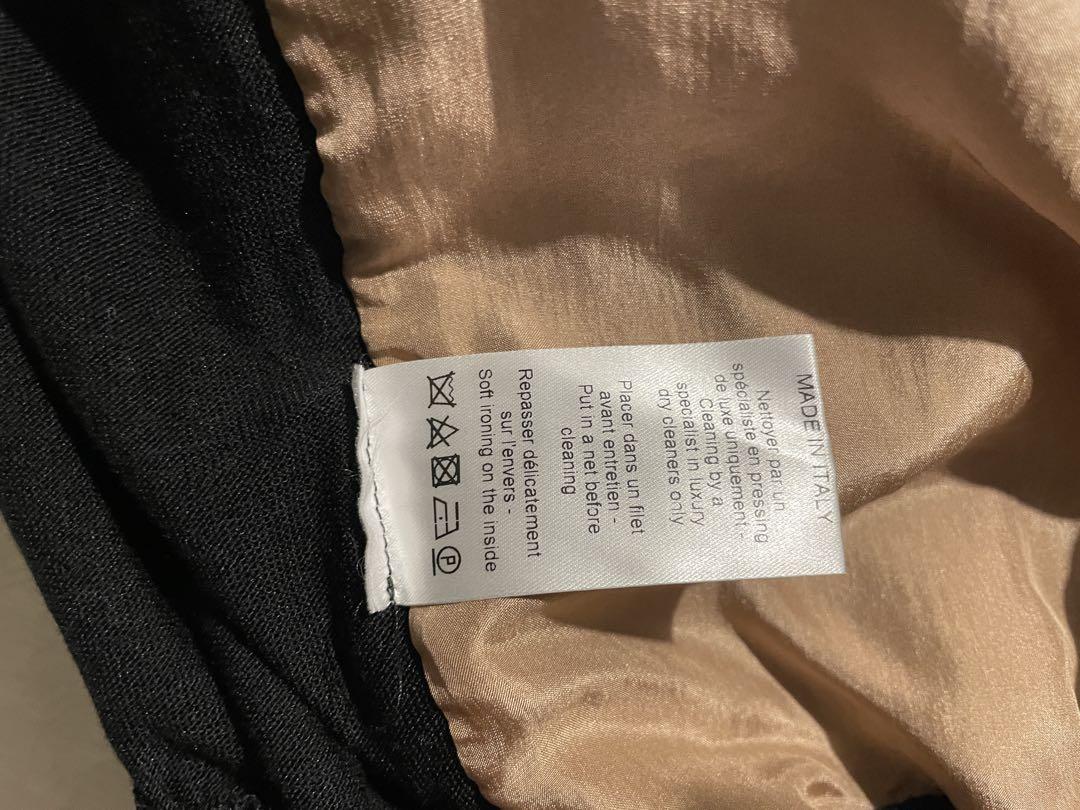 MADE IN ITALY
Nettoyer par un
spécialiste en pressing
de luxe uniquement -
Cleaning by a
specialist in luxury
dry cleaners only
Placer dans un filet
avant entretien -
Put in a net before
cleaning
Repasser délicatement
sur l'envers -
Soft ironing on the inside
P